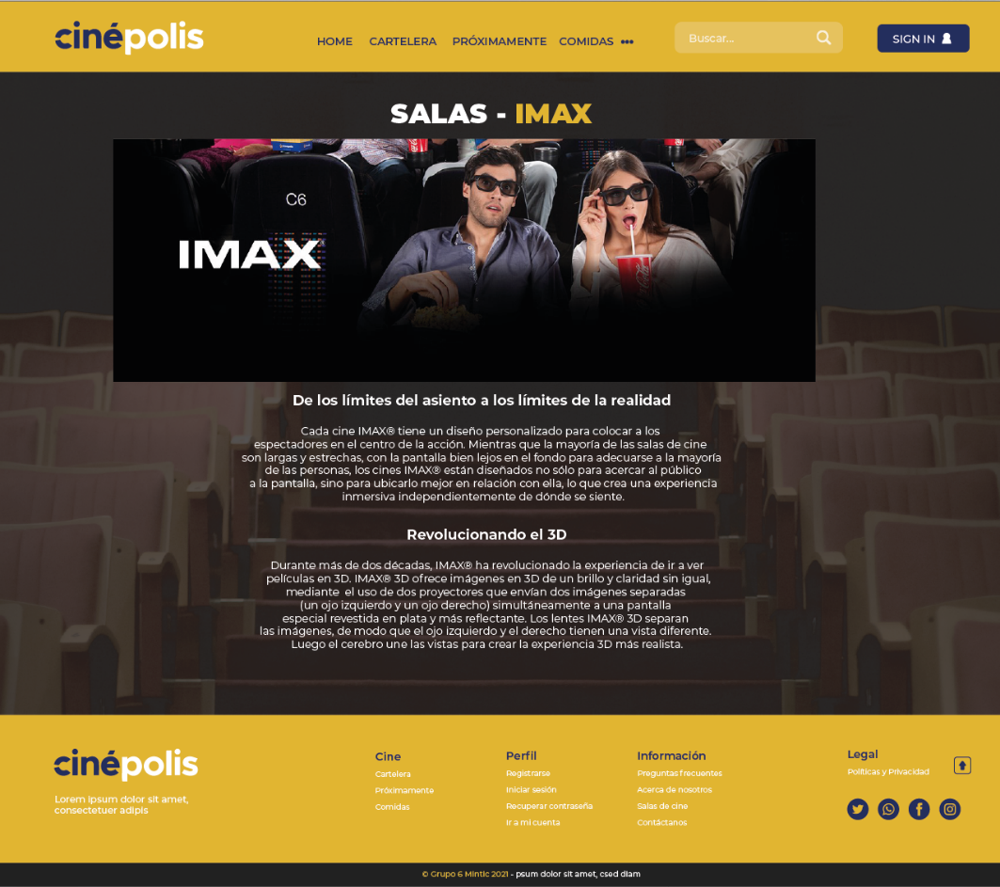 cinépolis
HOME CARTELERA PRÓXIMAMENTE COMIDAS •••
Buscar...
SIGN IN
SALAS - IMAX
C6
IMAX
Coca-Cola
De los límites del asiento a los límites de la realidad
Cada cine IMAX® tiene un diseño personalizado para colocar a los
espectadores en el centro de la acción. Mientras que la mayoría de las salas de cine
son largas y estrechas, con la pantalla bien lejos en el fondo para adecuarse a la mayoría
de las personas, los cines IMAX® están diseñados no sólo para acercar al público
a la pantalla, sino para ubicarlo mejor en relación con ella, lo que crea una experiencia
inmersiva independientemente de dónde se siente.
Revolucionando el 3D
Durante más de dos décadas, IMAX® ha revolucionado la experiencia de ir a ver
películas en 3D. IMAX® 3D ofrece imágenes en 3D de un brillo y claridad sin igual,
mediante el uso de dos proyectores que envían dos imágenes separadas
(un ojo izquierdo y un ojo derecho) simultáneamente a una pantalla
especial revestida en plata y más reflectante. Los lentes IMAX® 3D separan
las imágenes, de modo que el ojo izquierdo y el derecho tienen una vista diferente.
Luego el cerebro une las vistas para crear la experiencia 3D más realista.
cinépolis
Lorem ipsum dolor sit amet,
consectetuer adipis
Cine
Cartelera
Próximamente
Comidas
Perfil
Registrarse
Iniciar sesión
Recuperar contraseña
Ir a mi cuenta
Información
Preguntas frecuentes
Acerca de nosotros
Salas de cine
Contáctanos
Legal
Políticas y Privacidad
© Grupo 6 Mintic 2021 - psum dolor sit amet, csed diam